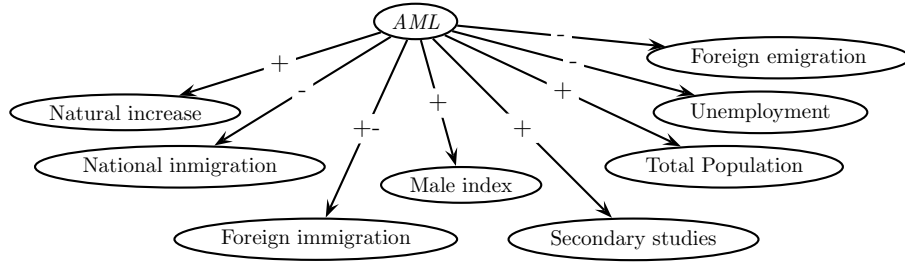 AML
-
Foreign emigration
+
-
-
+
Natural increase
+
Unemployment
+-
+
National inmigration
Total Population
Male index
Foreign immigration
Secondary studies